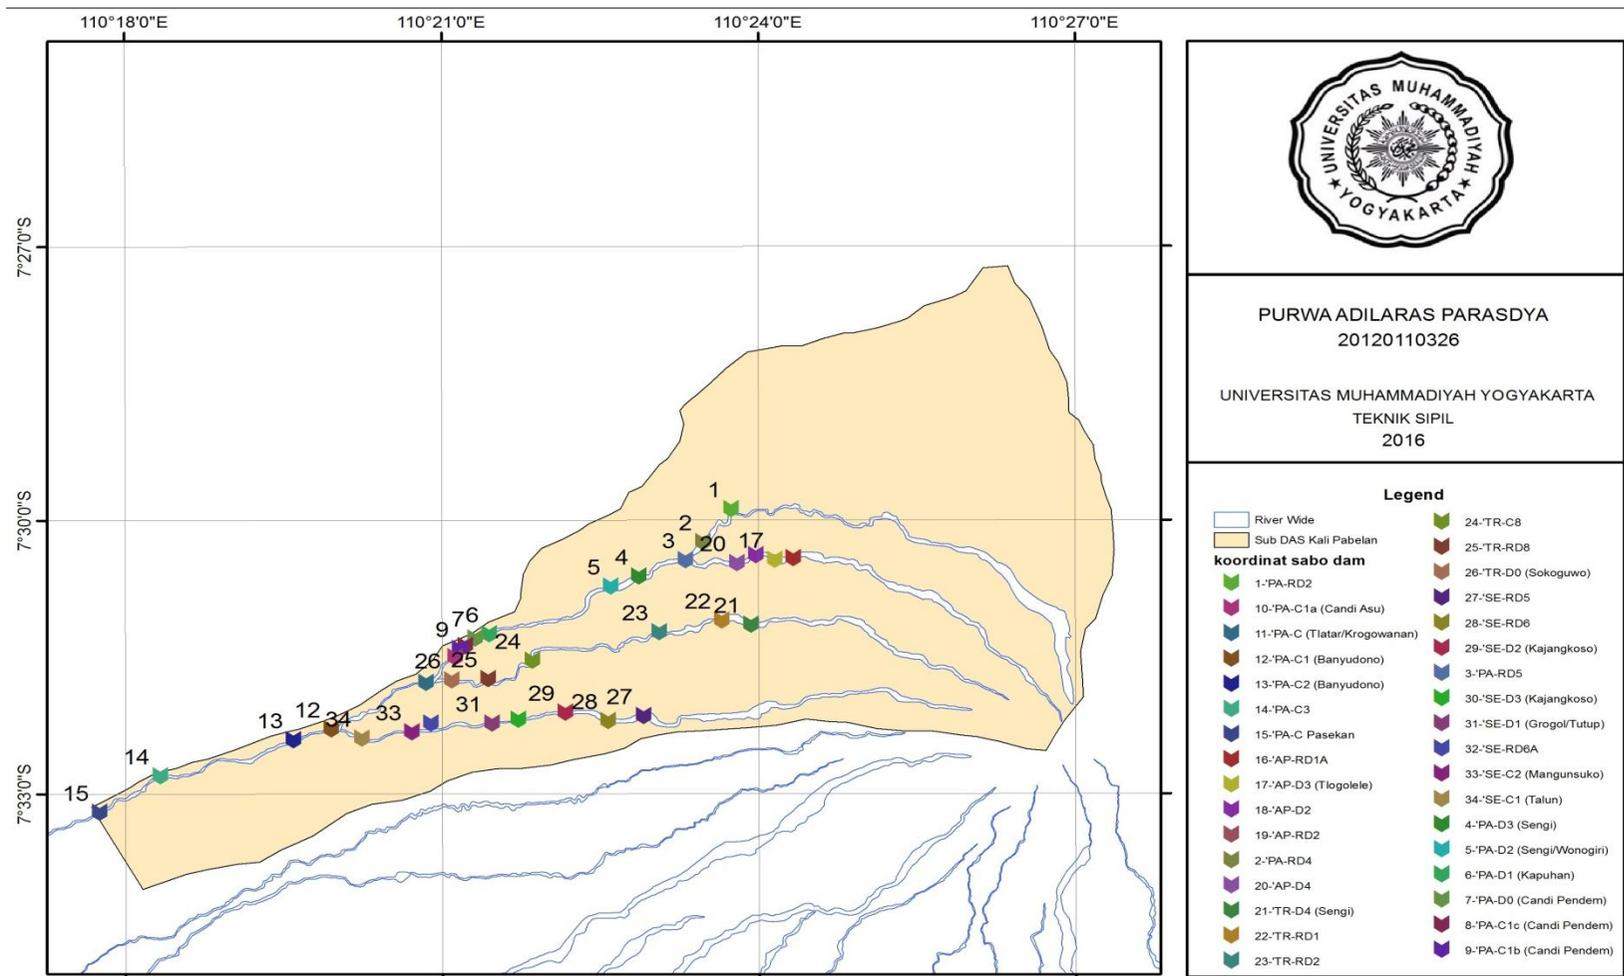 110°18'0"E
110°21'0"E
110°24'0"E
110°27'0"E
7°27'0"S
7°30'0"S
7°33'0"S
1
2
3
20
17
4
5
22
21
23
76
9
24
26
25
29
28
27
31
33
12
34
13
14
15
UNIVERSITAS MUHAMMADIYAH
YOGYAKARTA
PURWA ADILARAS PARASDYA
20120110326
UNIVERSITAS MUHAMMADIYAH YOGYAKARTA
TEKNIK SIPIL
2016
Legend
River Wide
Sub DAS Kali Pabelan
koordinat sabo dam
1-'PA-RD2
10-'PA-C1a (Candi Asu)
11-'PA-C (Tlatar/Krogowanan)
12-'PA-C1 (Banyudono)
13-'PA-C2 (Banyudono)
14-'PA-C3
15-'PA-C Pasekan
16-'AP-RD1A
17-'AP-D3 (Tlogolele)
18-'AP-D2
19-'AP-RD2
2-'PA-RD4
20-'AP-D4
21-'TR-D4 (Sengi)
22-'TR-RD1
23-'TR-RD2
24-'TR-C8
25-'TR-RD8
26-'TR-D0 (Sokoguwo)
27-'SE-RD5
28-'SE-RD6
29-'SE-D2 (Kajangkoso)
3-'PA-RD5
30-'SE-D3 (Kajangkoso)
31-'SE-D1 (Grogol/Tutup)
32-'SE-RD6A
33-'SE-C2 (Mangunsuko)
34-'SE-C1 (Talun)
4-'PA-D3 (Sengi)
5-'PA-D2 (Sengi/Wonogiri)
6-'PA-D1 (Kapuhan)
7-'PA-D0 (Candi Pendem)
8-'PA-C1c (Candi Pendem)
9-'PA-C1b (Candi Pendem)